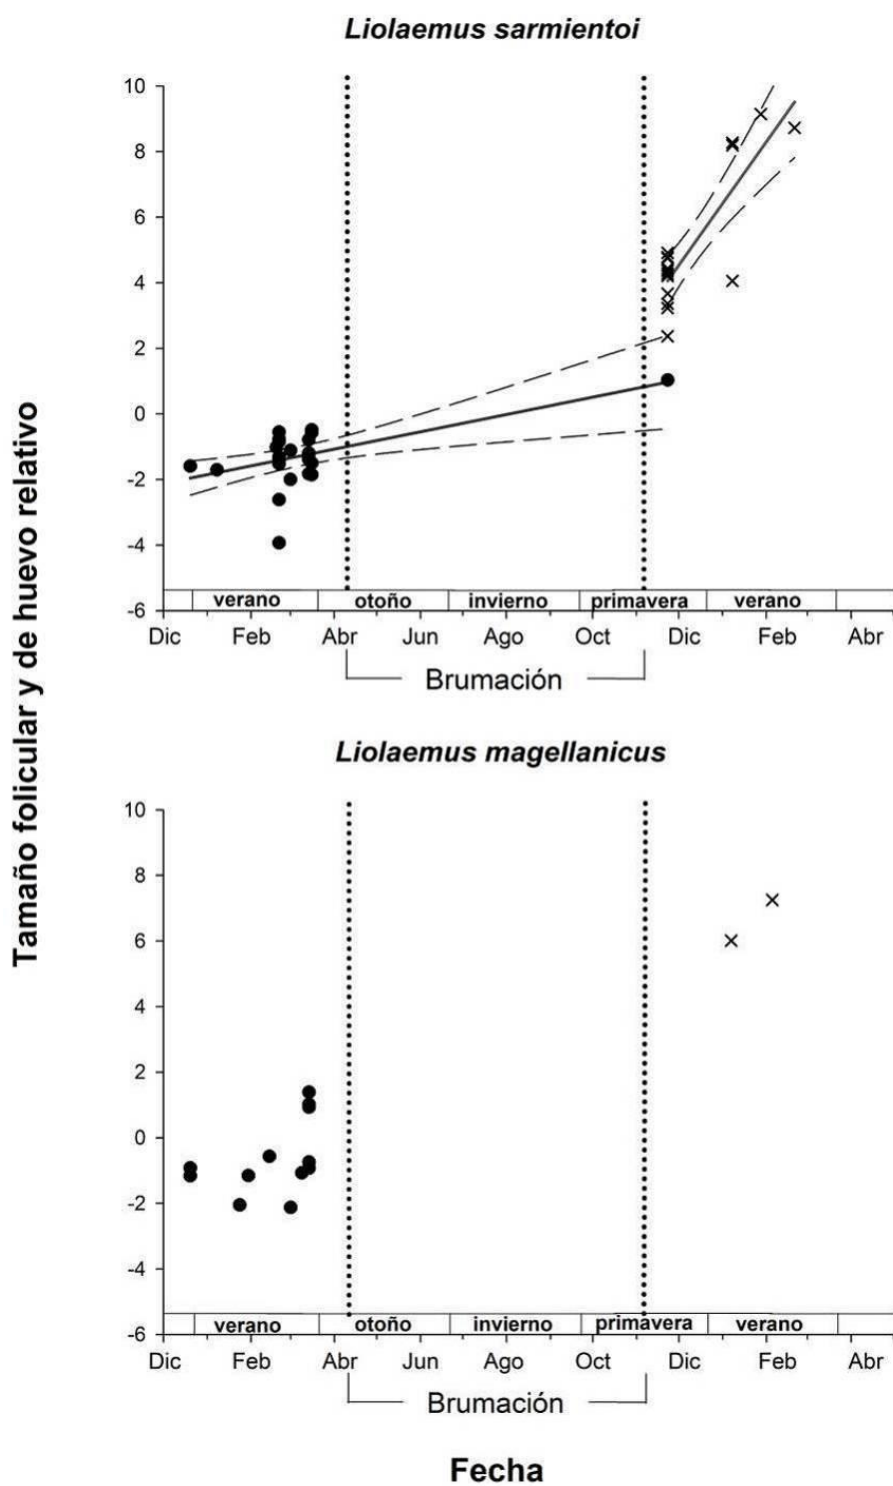 Liolaemus sarmientoi
Tamaño folicular y de huevo relativo
10
8
6
4
2
0
-2
-4
-6
verano otoño invierno primavera verano
Dic Feb Abr Jun Ago Oct Dic Feb Abr
Brumación
Liolaemus magellanicus
10
8
6
4
2
0
-2
-4
-6
verano otoño invierno primavera verano
Dic Feb Abr Jun Ago Oct Dic Feb Abr
Brumación
Fecha